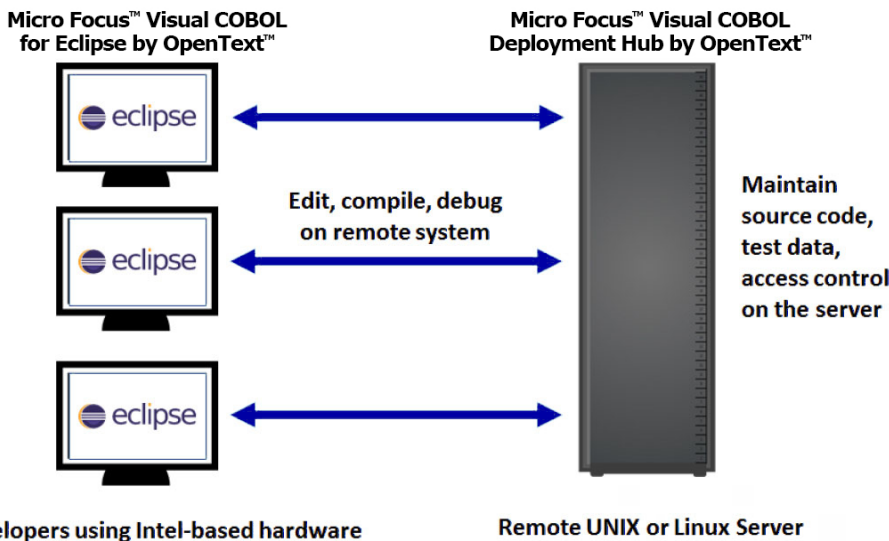 Micro Focus™ Visual COBOL
for Eclipse by OpenText™
Micro Focus™ Visual COBOL
Deployment Hub by OpenText™
eclipse
eclipse
eclipse
Edit, compile, debug
on remote system
Maintain
source code,
test data,
access control
on the server
elopers using Intel-based hardware
Remote UNIX or Linux Server